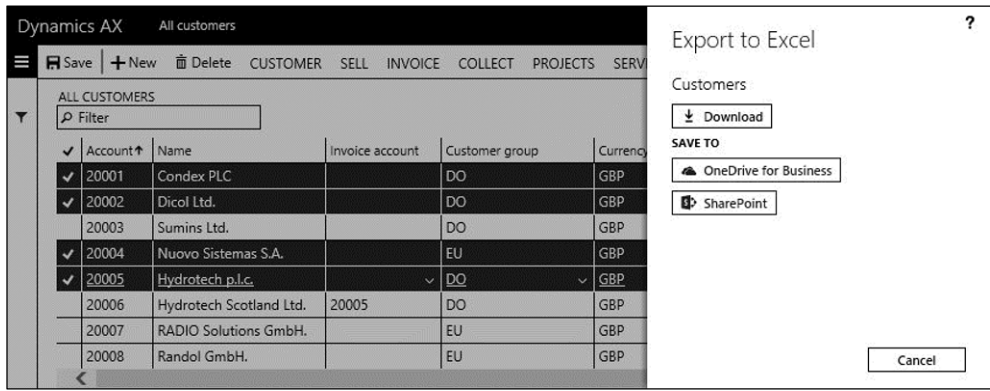 Dynamics AX All customers
Save + New Delete CUSTOMER SELL INVOICE COLLECT PROJECTS SERVI
ALL CUSTOMERS
Filter
Account↑ Name Invoice account Customer group Currency
20001 Condex PLC DO GBP
20002 Dicol Ltd. DO GBP
20003 Sumins Ltd. DO GBP
20004 Nuovo Sistemas S.A. EU GBP
20005 Hydrotech p.l.c. DO GBP
20006 Hydrotech Scotland Ltd. 20005 DO GBP
20007 RADIO Solutions GmbH. EU GBP
20008 Randol GmbH. EU GBP
?
Export to Excel
Customers
Download
SAVE TO
OneDrive for Business
SharePoint
Cancel